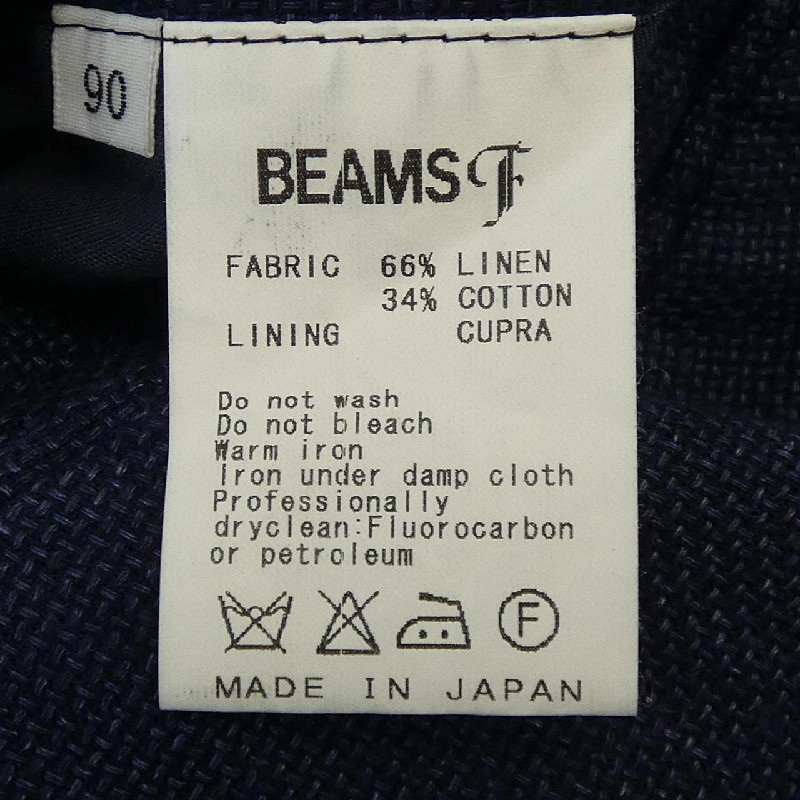 90
BEAMS F
FABRIC 66% LINEN
34% COTTON
LINING CUPRA
Do not wash
Do not bleach
Warm iron
Iron under damp cloth
Professionally
dryclean:Fluorocarbon
or petroleum
F
MADE IN JAPAN